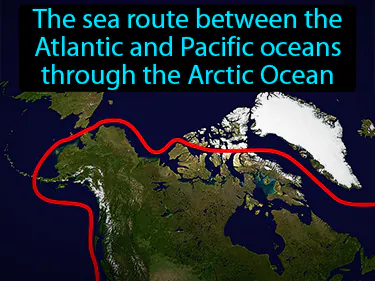 The sea route between the
Atlantic and Pacific oceans
through the Arctic Ocean